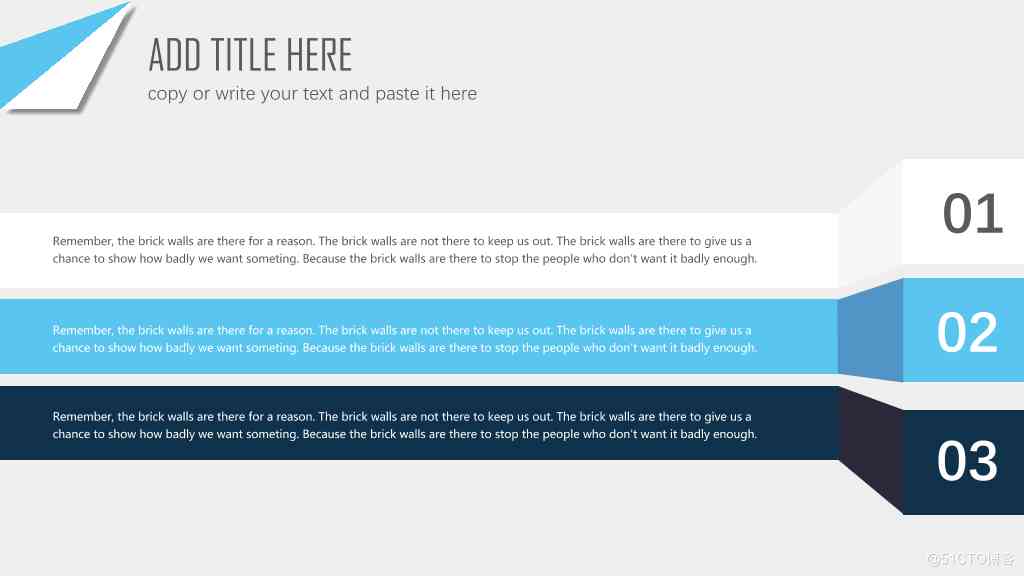 ADD TITLE HERE
copy or write your text and paste it here
01
Remember, the brick walls are there for a reason. The brick walls are not there to keep us out. The brick walls are there to give us a
chance to show how badly we want someting. Because the brick walls are there to stop the people who don't want it badly enough.
02
Remember, the brick walls are there for a reason. The brick walls are not there to keep us out. The brick walls are there to give us a
chance to show how badly we want someting. Because the brick walls are there to stop the people who don't want it badly enough.
03
Remember, the brick walls are there for a reason. The brick walls are not there to keep us out. The brick walls are there to give us a
chance to show how badly we want someting. Because the brick walls are there to stop the people who don't want it badly enough.
@51CTO博客